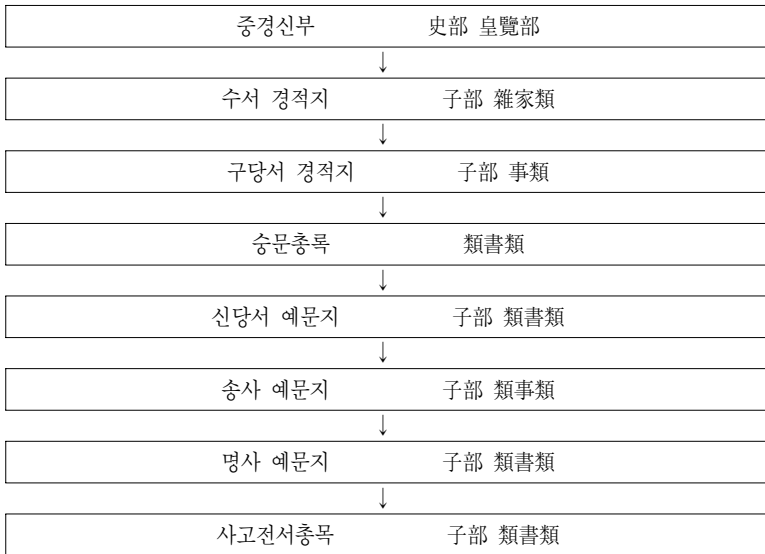 중경신부 史部 皇覽部
↓
수서 경적지 子部 雜家類
↓
구당서 경적지 子部 事類
↓
숭문총록 類書類
↓
신당서 예문지 子部 類書類
↓
송사 예문지 子部 類事類
↓
명사 예문지 子部 類書類
↓
사고전서총목 子部 類書類